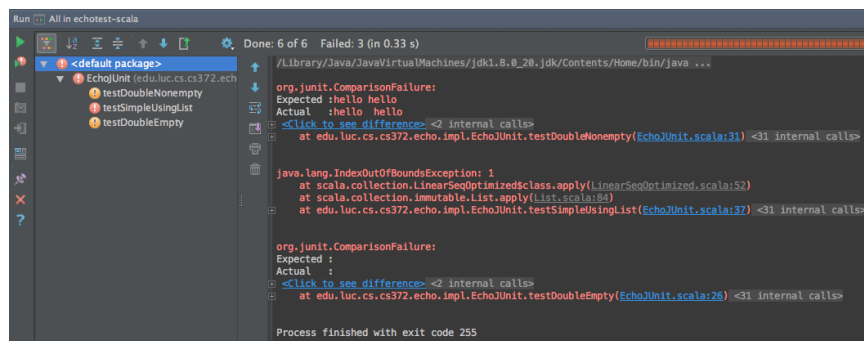 Run All in echotest-scala
Done: 6 of 6 Failed: 3 (in 0.33 s)
<default package>
EchoJUnit (edu.luc.cs.cs372.ech
testDoubleNonempty
testSimpleUsingList
testDoubleEmpty
/Library/Java/JavaVirtualMachines/jdk1.8.0_20.jdk/Contents/Home/bin/java ...
org.junit.ComparisonFailure:
Expected :hello hello
Actual   :hello  hello
<Click to see difference> <2 internal calls>
at edu.luc.cs.cs372.echo.impl.EchoJUnit.testDoubleNonempty(EchoJUnit.scala:31) <31 internal calls>
java.lang.IndexOutOfBoundsException: 1
at scala.collection.LinearSeqOptimized$class.apply(LinearSeqOptimized.scala:52)
at scala.collection.immutable.List.apply(List.scala:84)
at edu.luc.cs.cs372.echo.impl.EchoJUnit.testSimpleUsingList(EchoJUnit.scala:37) <31 internal calls>
org.junit.ComparisonFailure:
Expected :
Actual   :
<Click to see difference> <2 internal calls>
at edu.luc.cs.cs372.echo.impl.EchoJUnit.testDoubleEmpty(EchoJUnit.scala:26) <31 internal calls>
Process finished with exit code 255